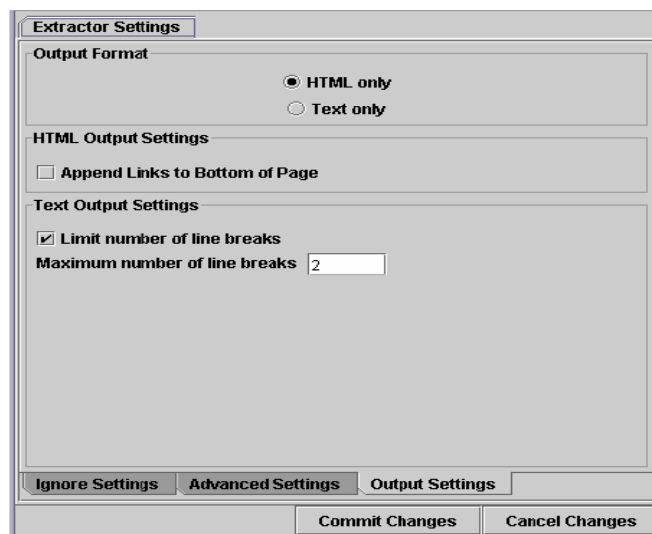 Extractor Settings
Output Format
HTML only
Text only
HTML Output Settings
Append Links to Bottom of Page
Text Output Settings
Limit number of line breaks
Maximum number of line breaks 2
Ignore Settings Advanced Settings Output Settings
Commit Changes Cancel Changes